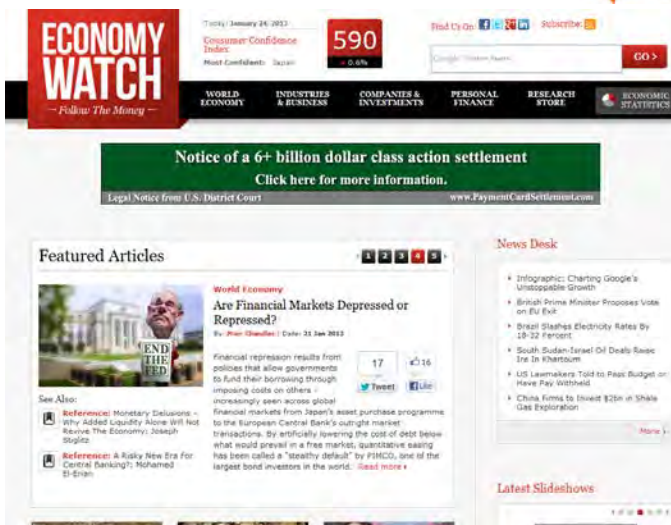 ECONOMY
WATCH
— Follow The Money —
Today: January 24, 2013
Consumer Confidence
Index
Most Confident: Japan
590
0.6%
Find Us On:
Subscribe:
GO >
WORLD
ECONOMY
INDUSTRIES
& BUSINESS
COMPANIES &
INVESTMENTS
PERSONAL
FINANCE
RESEARCH
STORE
ECONOMIC
STATISTICS
Notice of a 6+ billion dollar class action settlement
Click here for more information.
Legal Notice from U.S. District Court
www.PaymentCardSettlement.com
Featured Articles
1 2 3 4 5
END
THE
FED
World Economy
Are Financial Markets Depressed or
Repressed?
By: Prier Chandler | Date: 21 Jan 2013
Financial repression results from
policies that allow governments
to fund their borrowing through
imposing costs on others –
increasingly seen across global
financial markets from Japan's asset purchase programme
to the European Central Bank's outright market
transactions. By artificially lowering the cost of debt below
what would prevail in a free market, quantitative easing
has been called a "stealthy default" by PIMCO, one of the
largest bond investors in the world. Read more
17
Tweet
16
Like
See Also:
Reference: Monetary Delusions –
Why Added Liquidity Alone Will Not
Revive The Economy: Joseph
Stiglitz
Reference: A Risky New Era For
Central Banking?: Mohamed
El-Erian
News Desk
Infographic: Charting Google's
Unstoppable Growth
British Prime Minister Proposes Vote
on EU Exit
Brazil Slashes Electricity Rates By
18-32 Percent
South Sudan-Israel Oil Deals Raise
Ire In Khartoum
US Lawmakers Told to Pass Budget or
Have Pay Withheld
China Firms to Invest $2bn in Shale
Gas Exploration
More
Latest Slideshows